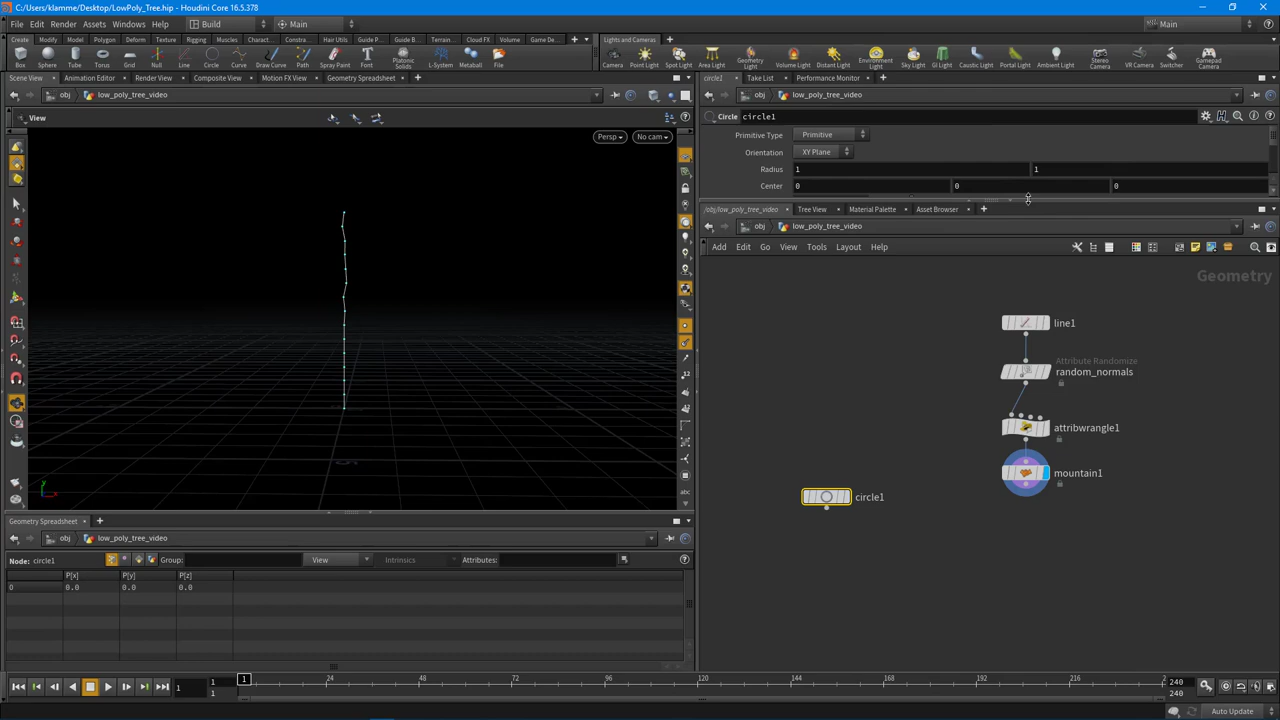 C:/Users/klamme/Desktop/LowPoly_Tree.hip - Houdini Core 16.5.378
File Edit Render Assets Windows Help Build Main Main
Create Modify Model Polygon Deform Texture Rigging Muscles Charact... Constra... Hair Utils Guide P... Guide B... Terrain... Cloud FX Volume Game De...
Lights and Cameras
Box Sphere Tube Torus Grid Null Line Circle Curve Draw Curve Path Spray Paint Font Platonic Solids L-System Metaball File
Camera Point Light Spot Light Area Light Geometry Light Volume Light Distant Light Environment Light Sky Light GI Light Caustic Light Portal Light Ambient Light Stereo Camera VR Camera Switcher Gamepad Camera
Scene View Animation Editor Render View Composite View Motion FX View Geometry Spreadsheet
circle1 Take List Performance Monitor
obj low_poly_tree_video
obj low_poly_tree_video
View
Circle circle1
Persp No cam
Primitive Type Primitive
Orientation XY Plane
Radius 1 1
Center 0 0 0
/obj/low_poly_tree_video Tree View Material Palette Asset Browser
obj low_poly_tree_video
Add Edit Go View Tools Layout Help
Geometry
line1
Attribute Randomize
random_normals
attribwrangle1
mountain1
circle1
abc
Geometry Spreadsheet
obj low_poly_tree_video
Node: circle1 Group: View Intrinsics Attributes:
P[x] P[y] P[z]
0 0.0 0.0 0.0
1 1 1 1 24 48 72 96 120 144 168 192 216 2 240
1 240
Auto Update